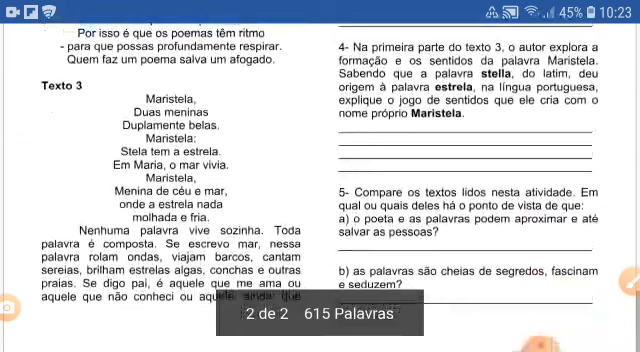 45% 10:23
Por isso é que os poemas têm ritmo
- para que possas profundamente respirar.
Quem faz um poema salva um afogado.
Texto 3
Maristela,
Duas meninas
Duplamente belas.
Maristela:
Stela tem a estrela.
Em Maria, o mar vivia.
Maristela,
Menina de céu e mar,
onde a estrela nada
molhada e fria.
Nenhuma palavra vive sozinha. Toda
palavra é composta. Se escrevo mar, nessa
palavra rolam ondas, viajam barcos, cantam
sereias, brilham estrelas algas, conchas e outras
praias. Se digo pai, é aquele que me ama ou
aquele que não conheci ou aquele ainda que
4- Na primeira parte do texto 3, o autor explora a
formação e os sentidos da palavra Maristela.
Sabendo que a palavra stella, do latim, deu
origem à palavra estrela, na língua portuguesa,
explique o jogo de sentidos que ele cria com o
nome próprio Maristela.
5- Compare os textos lidos nesta atividade. Em
qual ou quais deles há o ponto de vista de que:
a) o poeta e as palavras podem aproximar e até
salvar as pessoas?
b) as palavras são cheias de segredos, fascinam
e seduzem?
2 de 2 615 Palavras